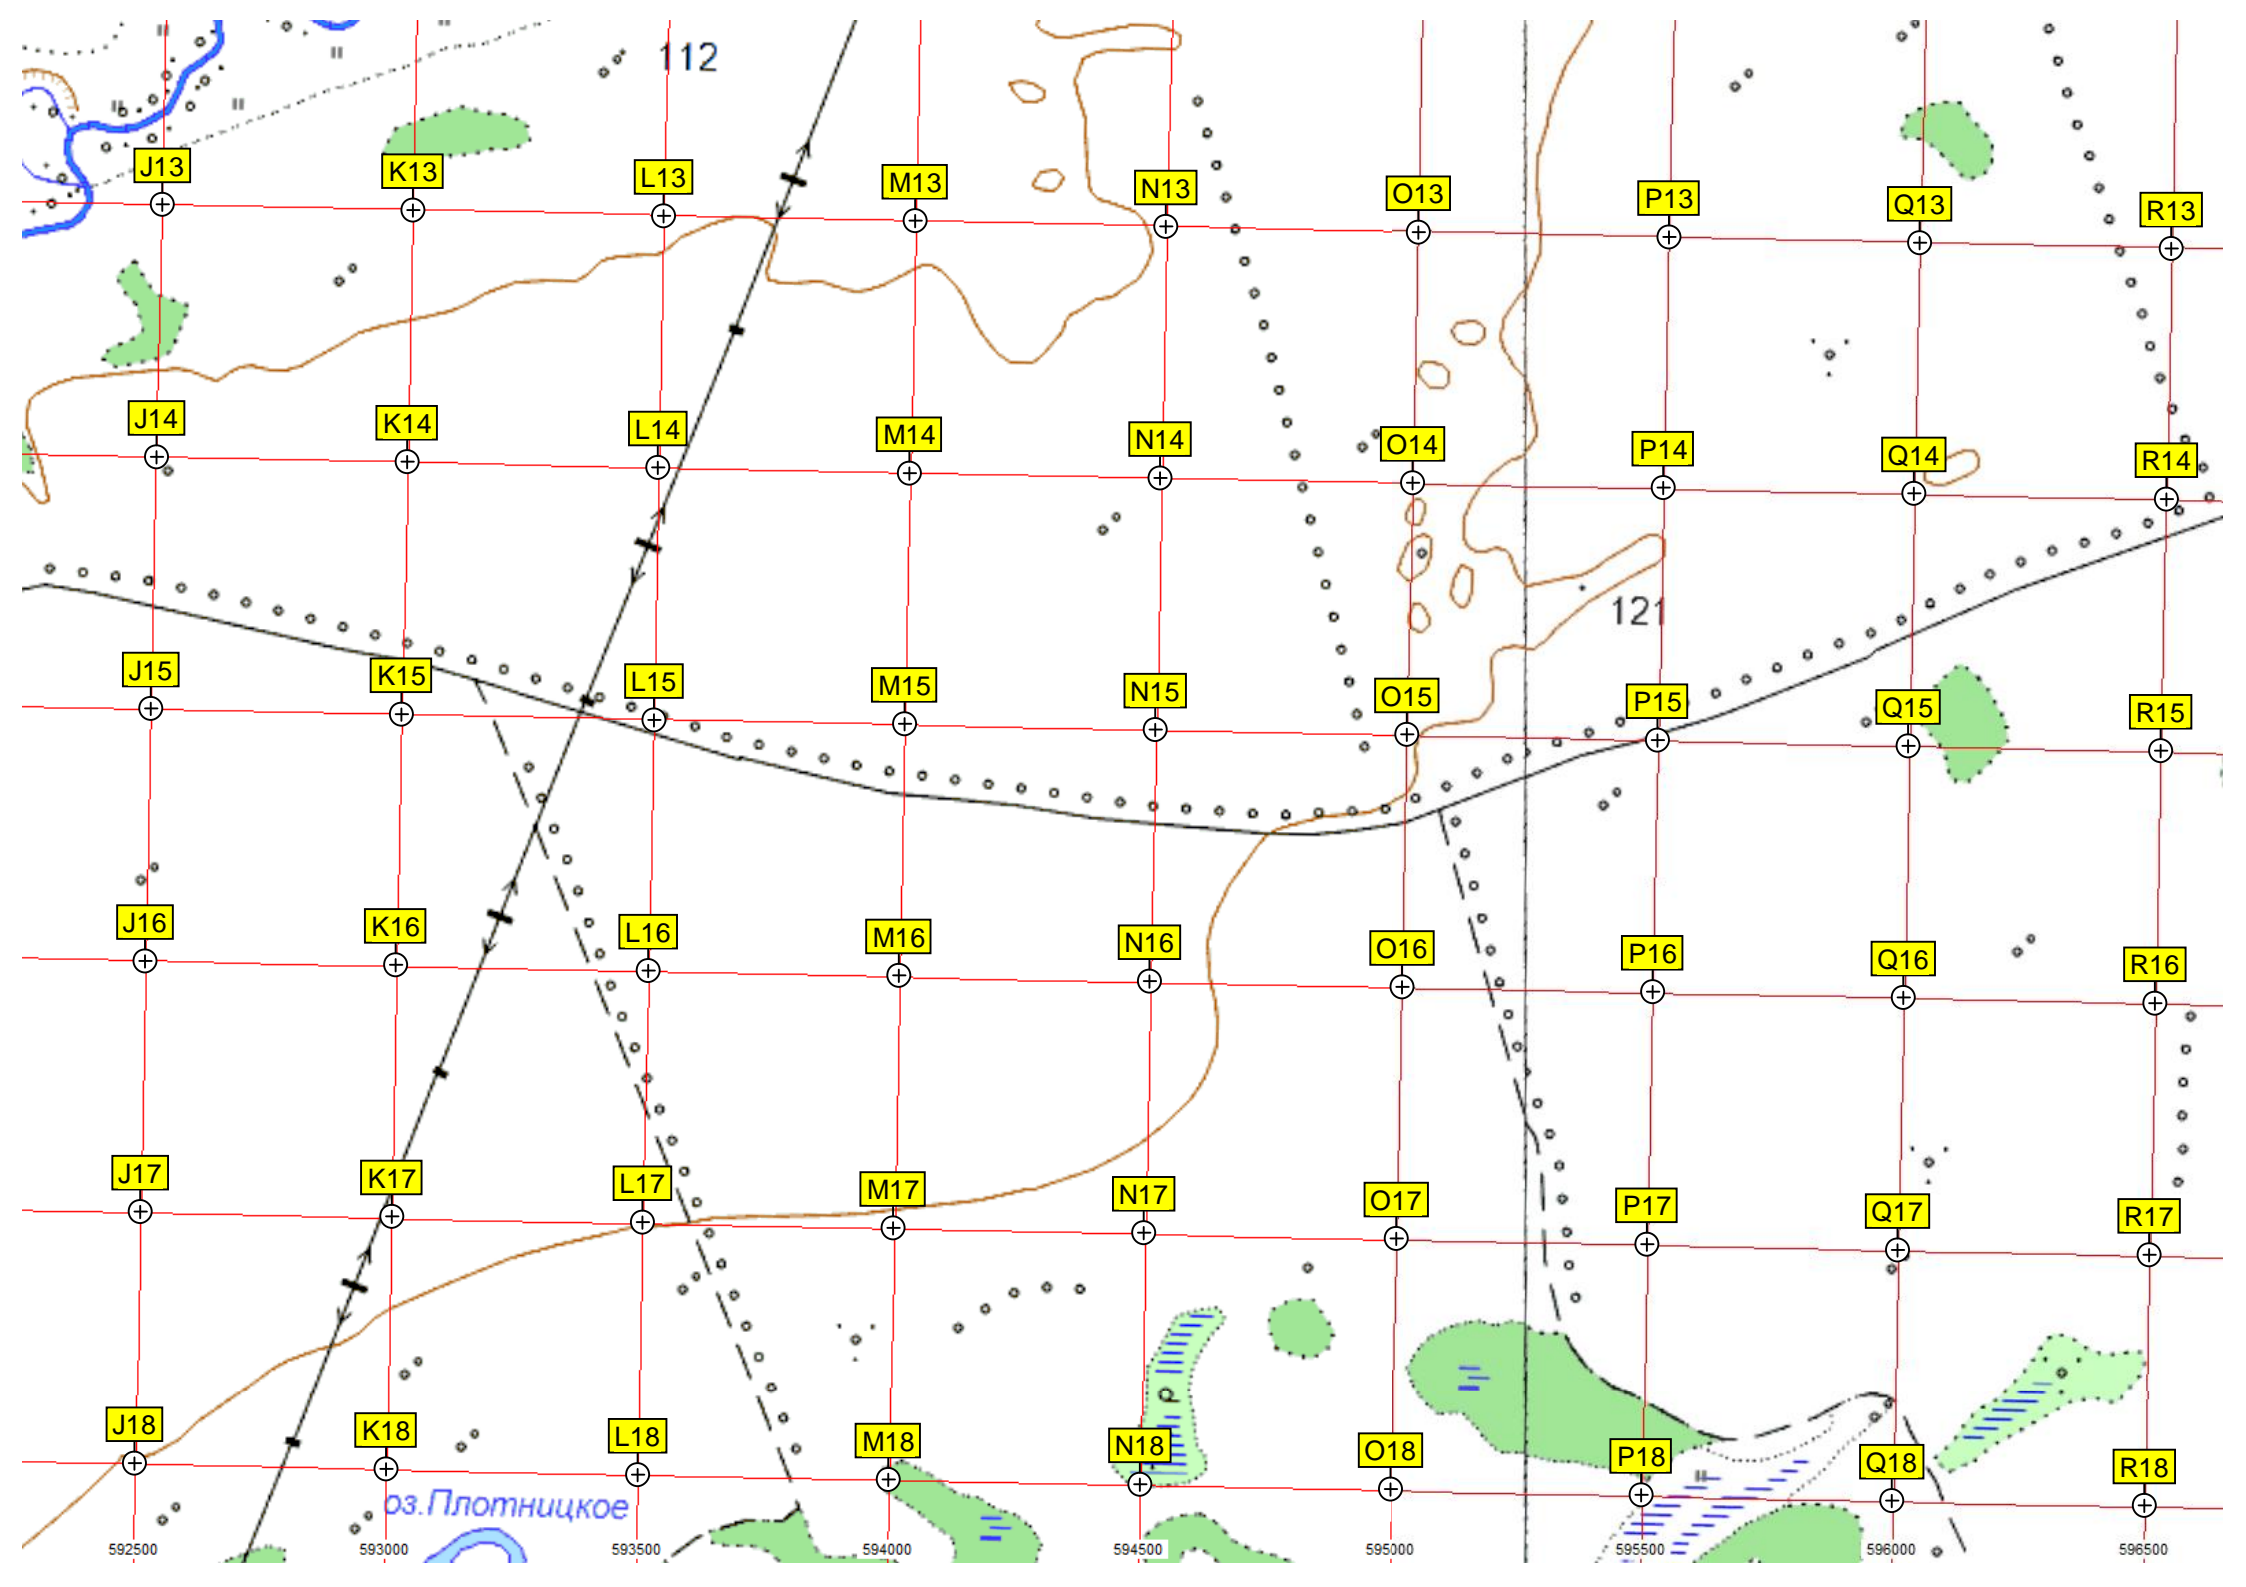 112
J13 K13 L13 M13 N13 O13 P13 Q13 R13
J14 K14 L14 M14 N14 O14 P14 Q14 R14
121
J15 K15 L15 M15 N15 O15 P15 Q15 R15
J16 K16 L16 M16 N16 O16 P16 Q16 R16
J17 K17 L17 M17 N17 O17 P17 Q17 R17
J18 K18 L18 M18 N18 O18 P18 Q18 R18
оз.Плотницкое
592500 593000 593500 594000 594500 595000 595500 596000 596500